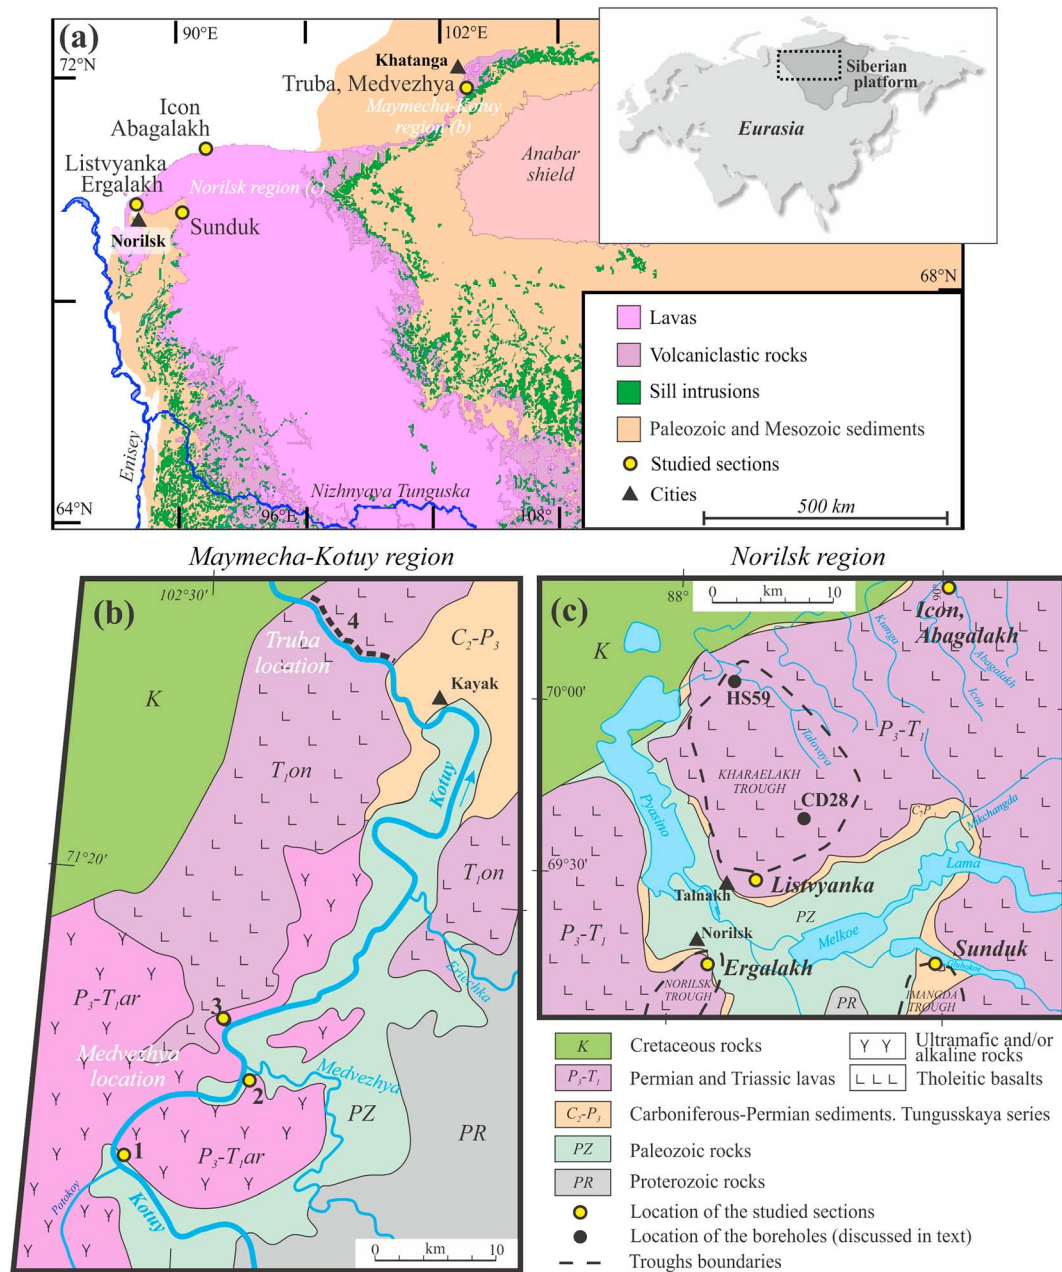 (a)
90°E
102°E
72°N
Khatanga
Truba, Medvezhya
Maymecha-Kotuy
region (b)
Icon
Abagalakh
Listvyanka
Ergalakh
Norilsk region (c)
Sunduk
Norilsk
Anabar
shield
Siberian
platform
Eurasia
68°N
Enisey
Nizhnyaya Tunguska
64°N
96°E
108°
Lavas
Volcaniclastic rocks
Sill intrusions
Paleozoic and Mesozoic sediments
Studied sections
Cities
500 km
Maymecha-Kotuy region
(b)
102°30'
4
Truba
location
C₂-P₃
K
Kayak
T₁on
Kotuy
71°20'
T₁on
Eriechka
P₃-T₁ar
3
Medvezhya
location
Medvezhya
2
PZ
PR
1
P₃-T₁ar
Potokoy
Kotuy
0 km 10
Norilsk region
(c)
88°
0 km 10
90°
Icon,
Abagalakh
K
Kumga
Abagalakh
Icon
70°00'
HS59
Talovaya
P₃-T₁
KHARAELAKH
TROUGH
CD28
Pyasino
Mikchangda
69°30'
Listvyanka
Lama
Talnakh
PZ
P₃-T₁
Melkoe
Norilsk
Sunduk
Ergalakh
Glubokoe
NORILSK
TROUGH
PR
IMANGDA
TROUGH
K Cretaceous rocks
Y Y Ultramafic and/or
alkaline rocks
P₃-T₁ Permian and Triassic lavas
L L L Tholeitic basalts
C₂-P₃ Carboniferous-Permian sediments. Tungusskaya series
PZ Paleozoic rocks
PR Proterozoic rocks
Location of the studied sections
Location of the boreholes (discussed in text)
Troughs boundaries